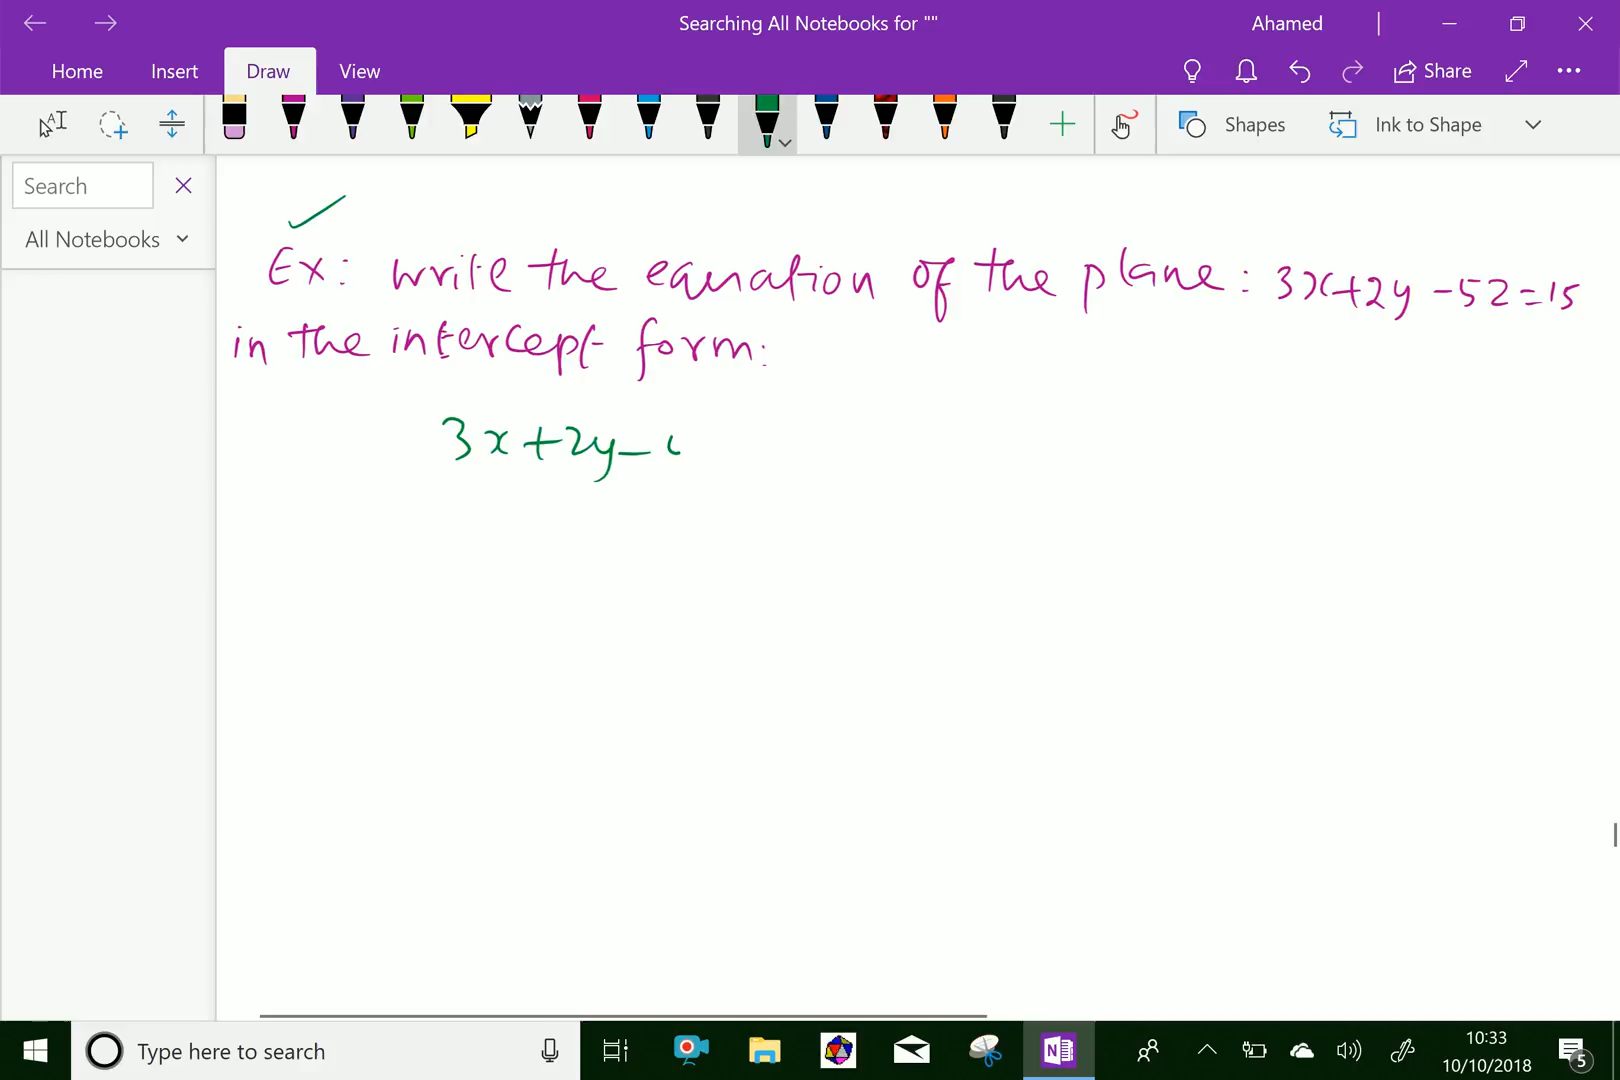 Searching All Notebooks for ""
Ahamed
Home Insert Draw View
Share
Shapes
Ink to Shape
Search
All Notebooks
Ex: write the equation of the plane: 3x+2y-5z=15
in the intercept form:
3x+2y-
Type here to search
10:33
10/10/2018
5